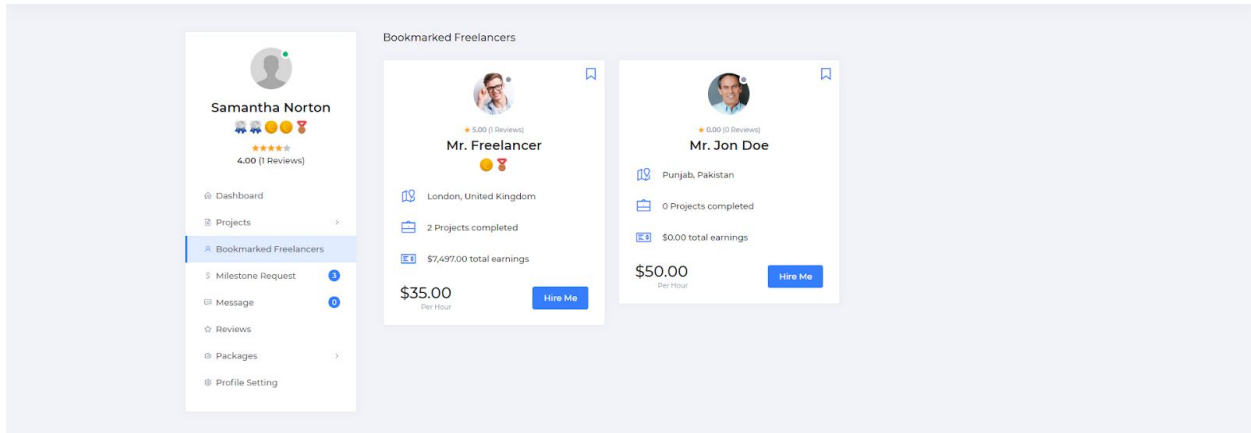 Samantha Norton
4.00 (1 Reviews)
Dashboard
Projects
Bookmarked Freelancers
Milestone Request 3
Message 0
Reviews
Packages
Profile Setting
Bookmarked Freelancers
5.00 (1 Reviews)
Mr. Freelancer
London, United Kingdom
2 Projects completed
$7,497.00 total earnings
$35.00
Per Hour
Hire Me
0.00 (0 Reviews)
Mr. Jon Doe
Punjab, Pakistan
0 Projects completed
$0.00 total earnings
$50.00
Per Hour
Hire Me